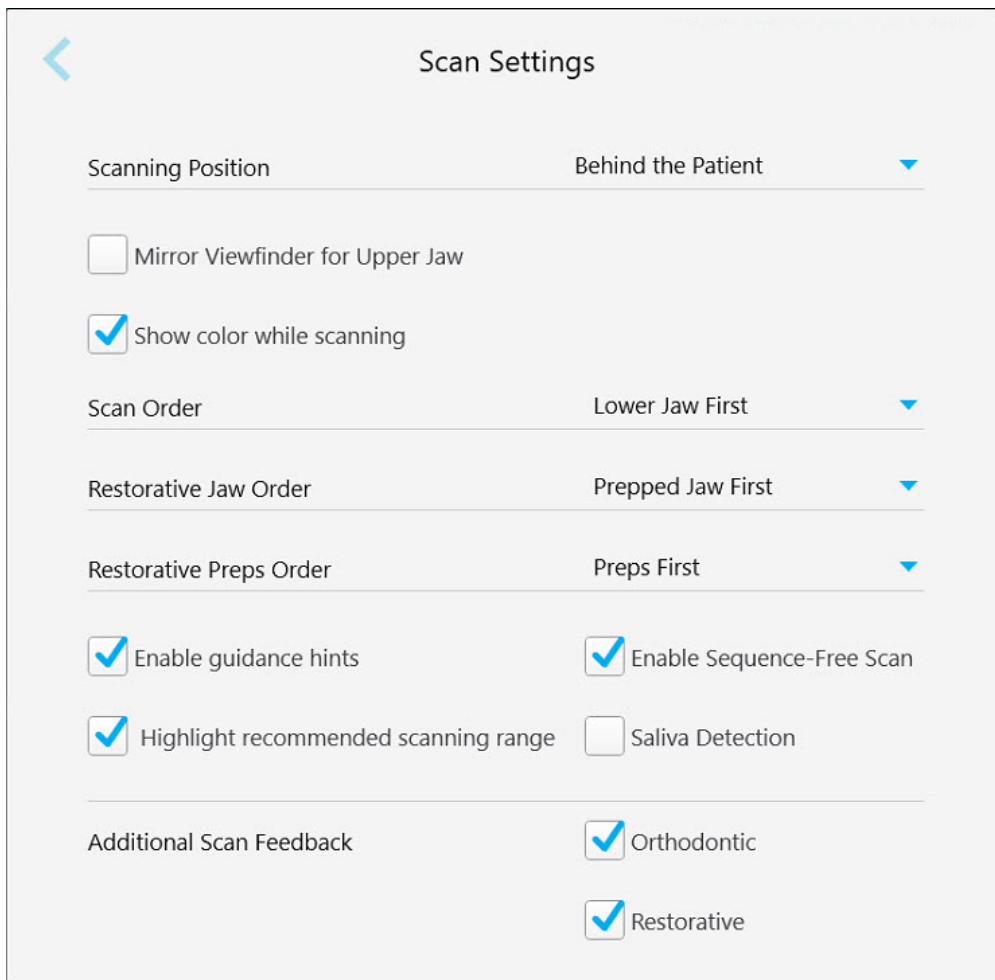 Scan Settings
Scanning Position Behind the Patient
Mirror Viewfinder for Upper Jaw
Show color while scanning
Scan Order Lower Jaw First
Restorative Jaw Order Prepped Jaw First
Restorative Preps Order Preps First
Enable guidance hints Enable Sequence-Free Scan
Highlight recommended scanning range Saliva Detection
Additional Scan Feedback Orthodontic
Restorative